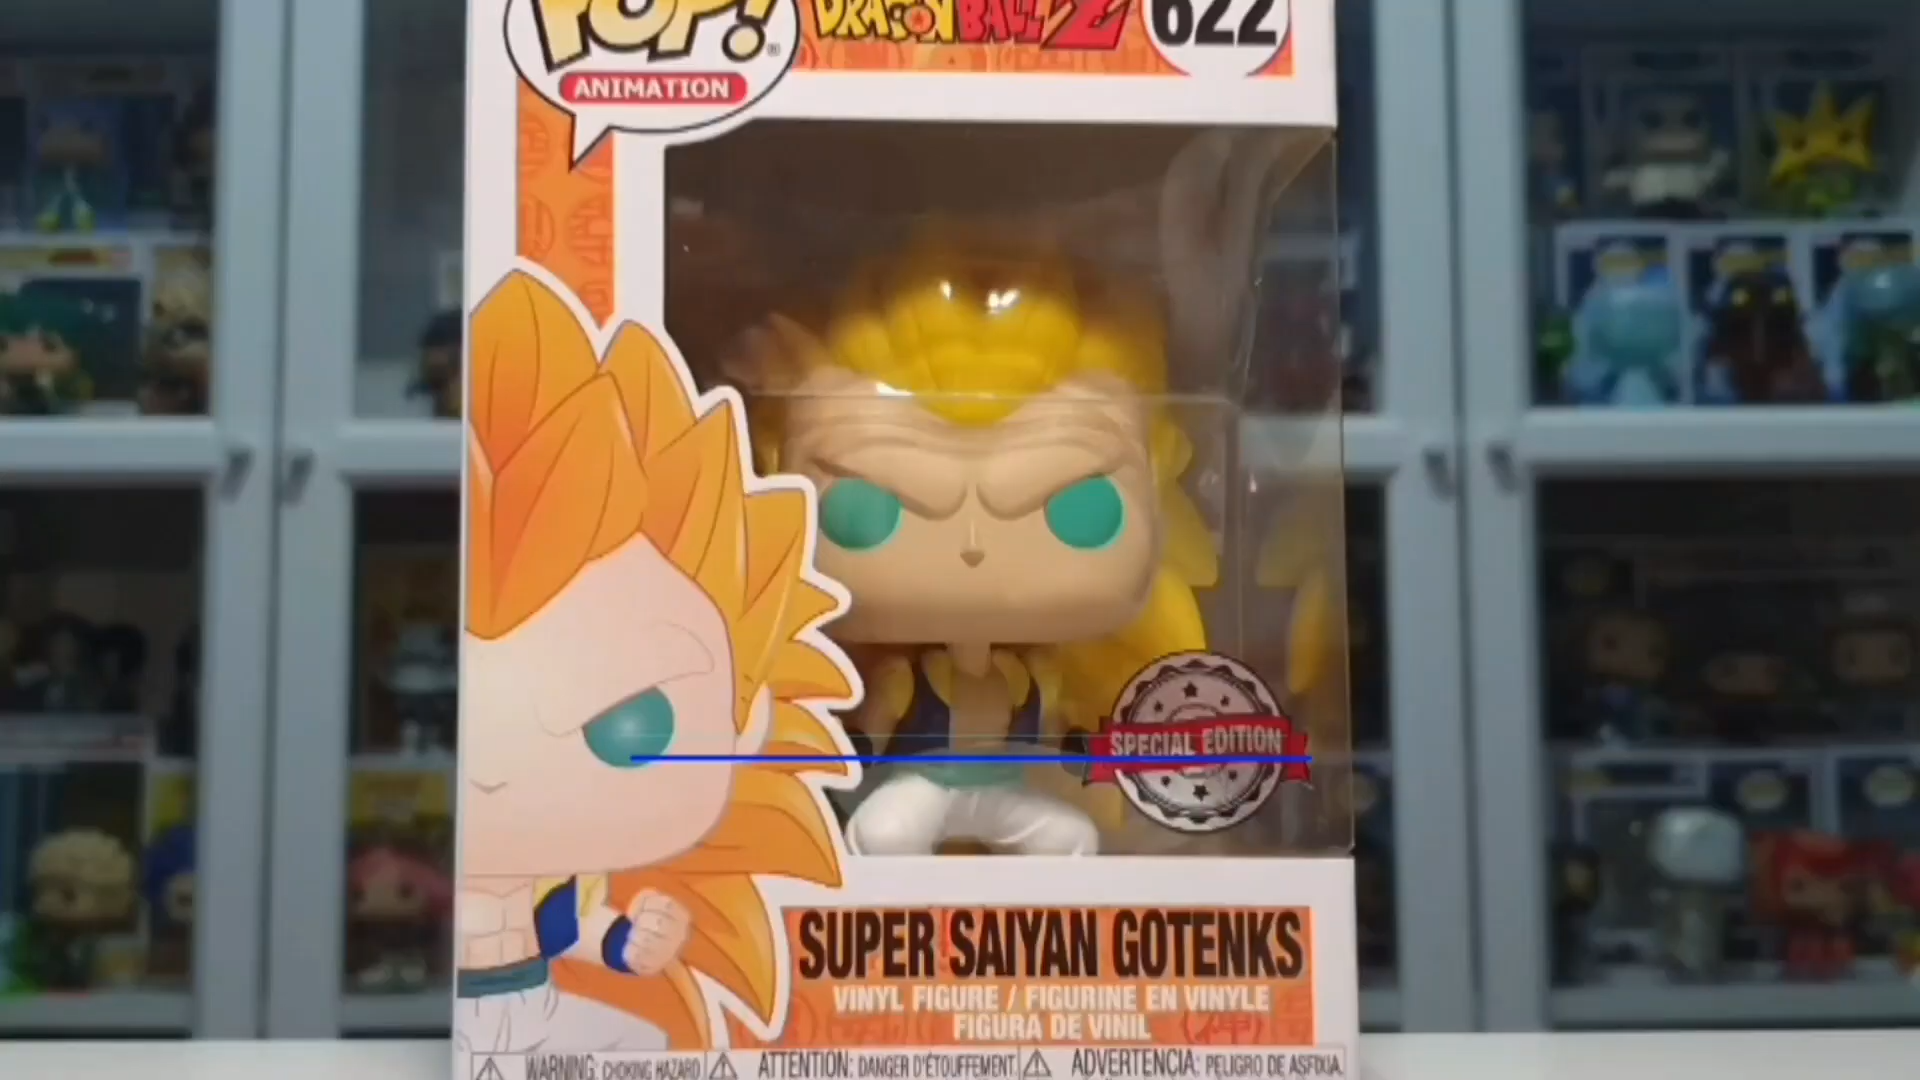 POP! DRAGON BALL Z 622
ANIMATION
SPECIAL EDITION
SUPER SAIYAN GOTENKS
VINYL FIGURE / FIGURINE EN VINYLE
FIGURA DE VINIL
WARNING: CHOKING HAZARD ATTENTION: DANGER D'ÉTOUFFEMENT. ADVERTENCIA: PELIGRO DE ASFIXIA.